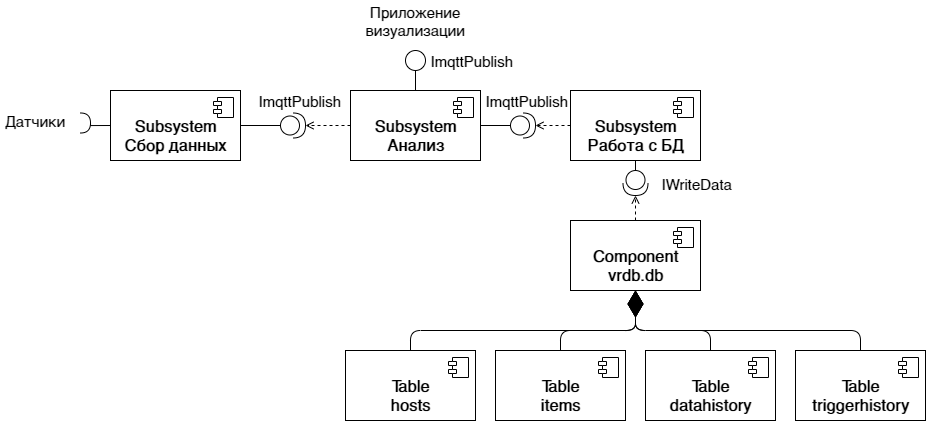 Приложение
визуализации
ImqttPublish
Датчики
Subsystem
Сбор данных
ImqttPublish
Subsystem
Анализ
ImqttPublish
Subsystem
Работа с БД
IWriteData
Component
vrdb.db
Table
hosts
Table
items
Table
datahistory
Table
triggerhistory